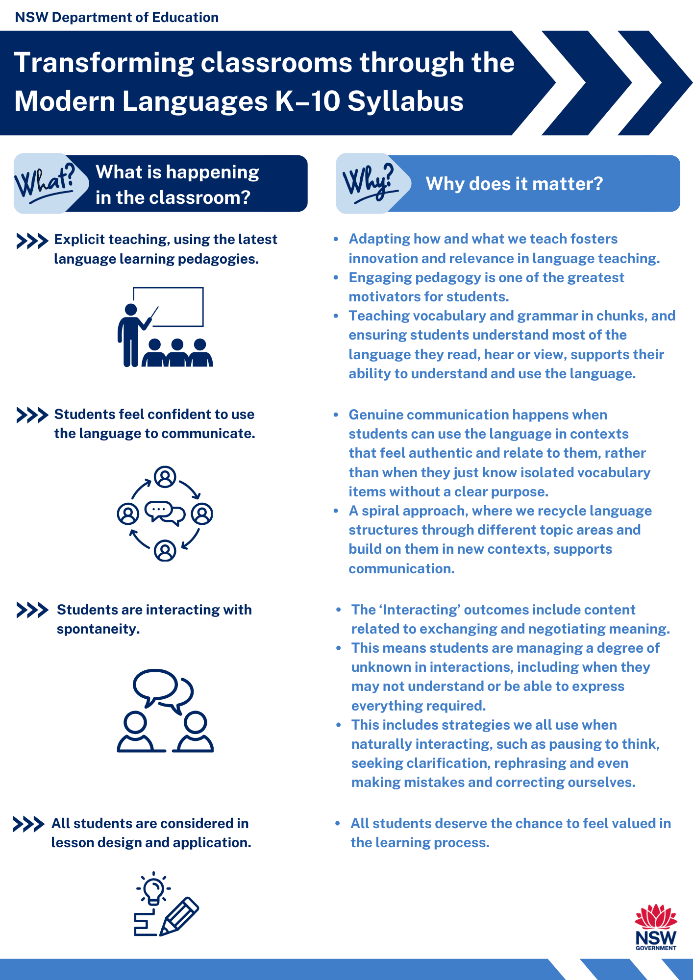 NSW Department of Education
Transforming classrooms through the
Modern Languages K–10 Syllabus
What?
What is happening
in the classroom?
Why?
Why does it matter?
Explicit teaching, using the latest
language learning pedagogies.
• Adapting how and what we teach fosters
innovation and relevance in language teaching.
• Engaging pedagogy is one of the greatest
motivators for students.
• Teaching vocabulary and grammar in chunks, and
ensuring students understand most of the
language they read, hear or view, supports their
ability to understand and use the language.
Students feel confident to use
the language to communicate.
• Genuine communication happens when
students can use the language in contexts
that feel authentic and relate to them, rather
than when they just know isolated vocabulary
items without a clear purpose.
• A spiral approach, where we recycle language
structures through different topic areas and
build on them in new contexts, supports
communication.
Students are interacting with
spontaneity.
• The ‘Interacting’ outcomes include content
related to exchanging and negotiating meaning.
• This means students are managing a degree of
unknown in interactions, including when they
may not understand or be able to express
everything required.
• This includes strategies we all use when
naturally interacting, such as pausing to think,
seeking clarification, rephrasing and even
making mistakes and correcting ourselves.
All students are considered in
lesson design and application.
• All students deserve the chance to feel valued in
the learning process.
NSW
GOVERNMENT